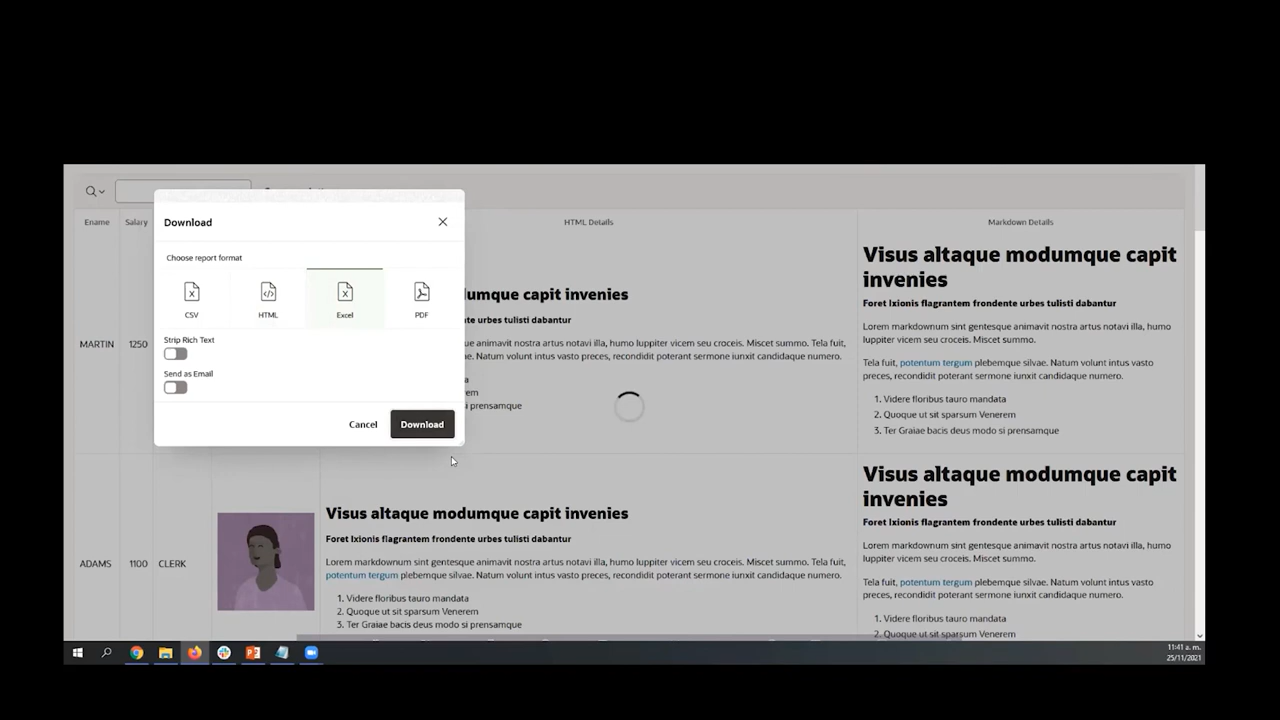 Download
Choose report format
CSV
HTML
Excel
PDF
Strip Rich Text
Send as Email
Cancel
Download
Ename
Salary
HTML Details
Markdown Details
MARTIN
1250
umque capit invenies
te urbes tulisti dabantur
animavit nostra artus notavi illa, humo luppiter vicem seu croceis. Miscet summo. Tela fuit,
plebemque silvae. Natum volunt intus vasto preces, recondidit poterant sermone iunxit candidaque numero.
si prensamque
Visus altaque modumque capit
invenies
Foret Ixionis flagrantem frondente urbes tulisti dabantur
Lorem markdownum sint gentesque animavit nostra artus notavi illa, humo
luppiter vicem seu croceis. Miscet summo.
Tela fuit, potentum tergum plebemque silvae. Natum volunt intus vasto
preces, recondidit poterant sermone iunxit candidaque numero.
1. Videre floribus tauro mandata
2. Quoque ut sit sparsum Venerem
3. Ter Graiae bacis deus modo si prensamque
ADAMS
1100
CLERK
Visus altaque modumque capit invenies
Foret Ixionis flagrantem frondente urbes tulisti dabantur
Lorem markdownum sint gentesque animavit nostra artus notavi illa, humo luppiter vicem seu croceis. Miscet summo. Tela fuit,
potentum tergum plebemque silvae. Natum volunt intus vasto preces, recondidit poterant sermone iunxit candidaque numero.
1. Videre floribus tauro mandata
2. Quoque ut sit sparsum Venerem
3. Ter Graiae bacis deus modo si prensamque
Visus altaque modumque capit
invenies
Foret Ixionis flagrantem frondente urbes tulisti dabantur
Lorem markdownum sint gentesque animavit nostra artus notavi illa, humo
luppiter vicem seu croceis. Miscet summo.
Tela fuit, potentum tergum plebemque silvae. Natum volunt intus vasto
preces, recondidit poterant sermone iunxit candidaque numero.
1. Videre floribus tauro mandata
2. Quoque ut sit sparsum Venerem
11:41 a. m.
25/11/2021